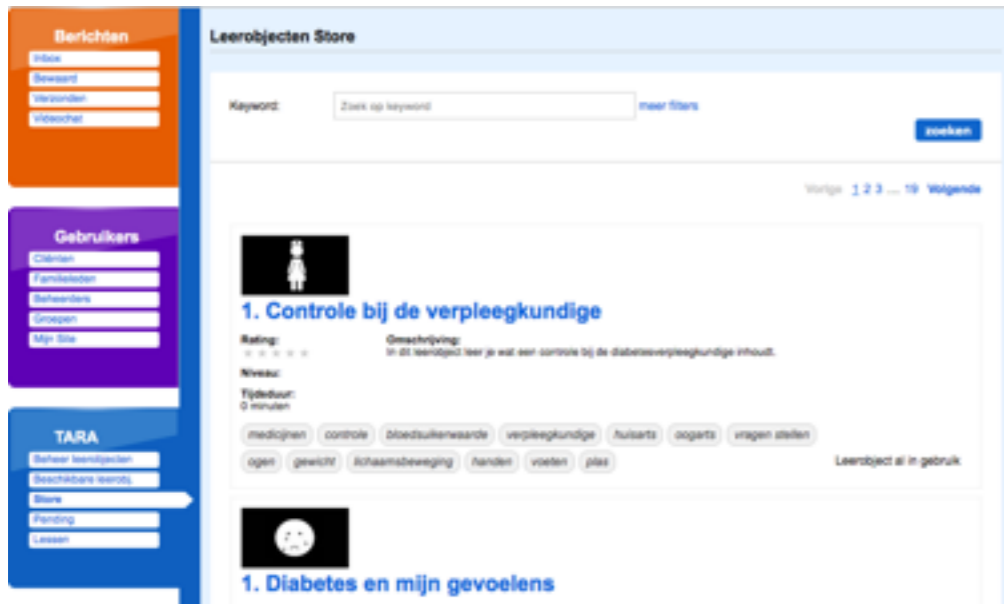 Berichten
Inbox
Bewaard
Verzonden
Videochat
Gebruikers
Cliënten
Familieleden
Beheerders
Groepen
Mijn Site
TARA
Beheer leerobjecten
Beschikbare leerobj.
Store
Pending
Lessen
Leerobjecten Store
Keyword: Zoek op keyword meer filters
zoeken
Vorige 1 2 3 ... 19 Volgende
1. Controle bij de verpleegkundige
Rating: Omschrijving:
In dit leerobject leer je wat een controle bij de diabetesverpleegkundige inhoudt.
Niveau:
Tijdsduur:
0 minuten
medicijnen controle bloedsuikerwaarde verpleegkundige huisarts oogarts vragen stellen
ogen gewicht lichaamsbeweging handen voeten plas Leerobject al in gebruik
1. Diabetes en mijn gevoelens